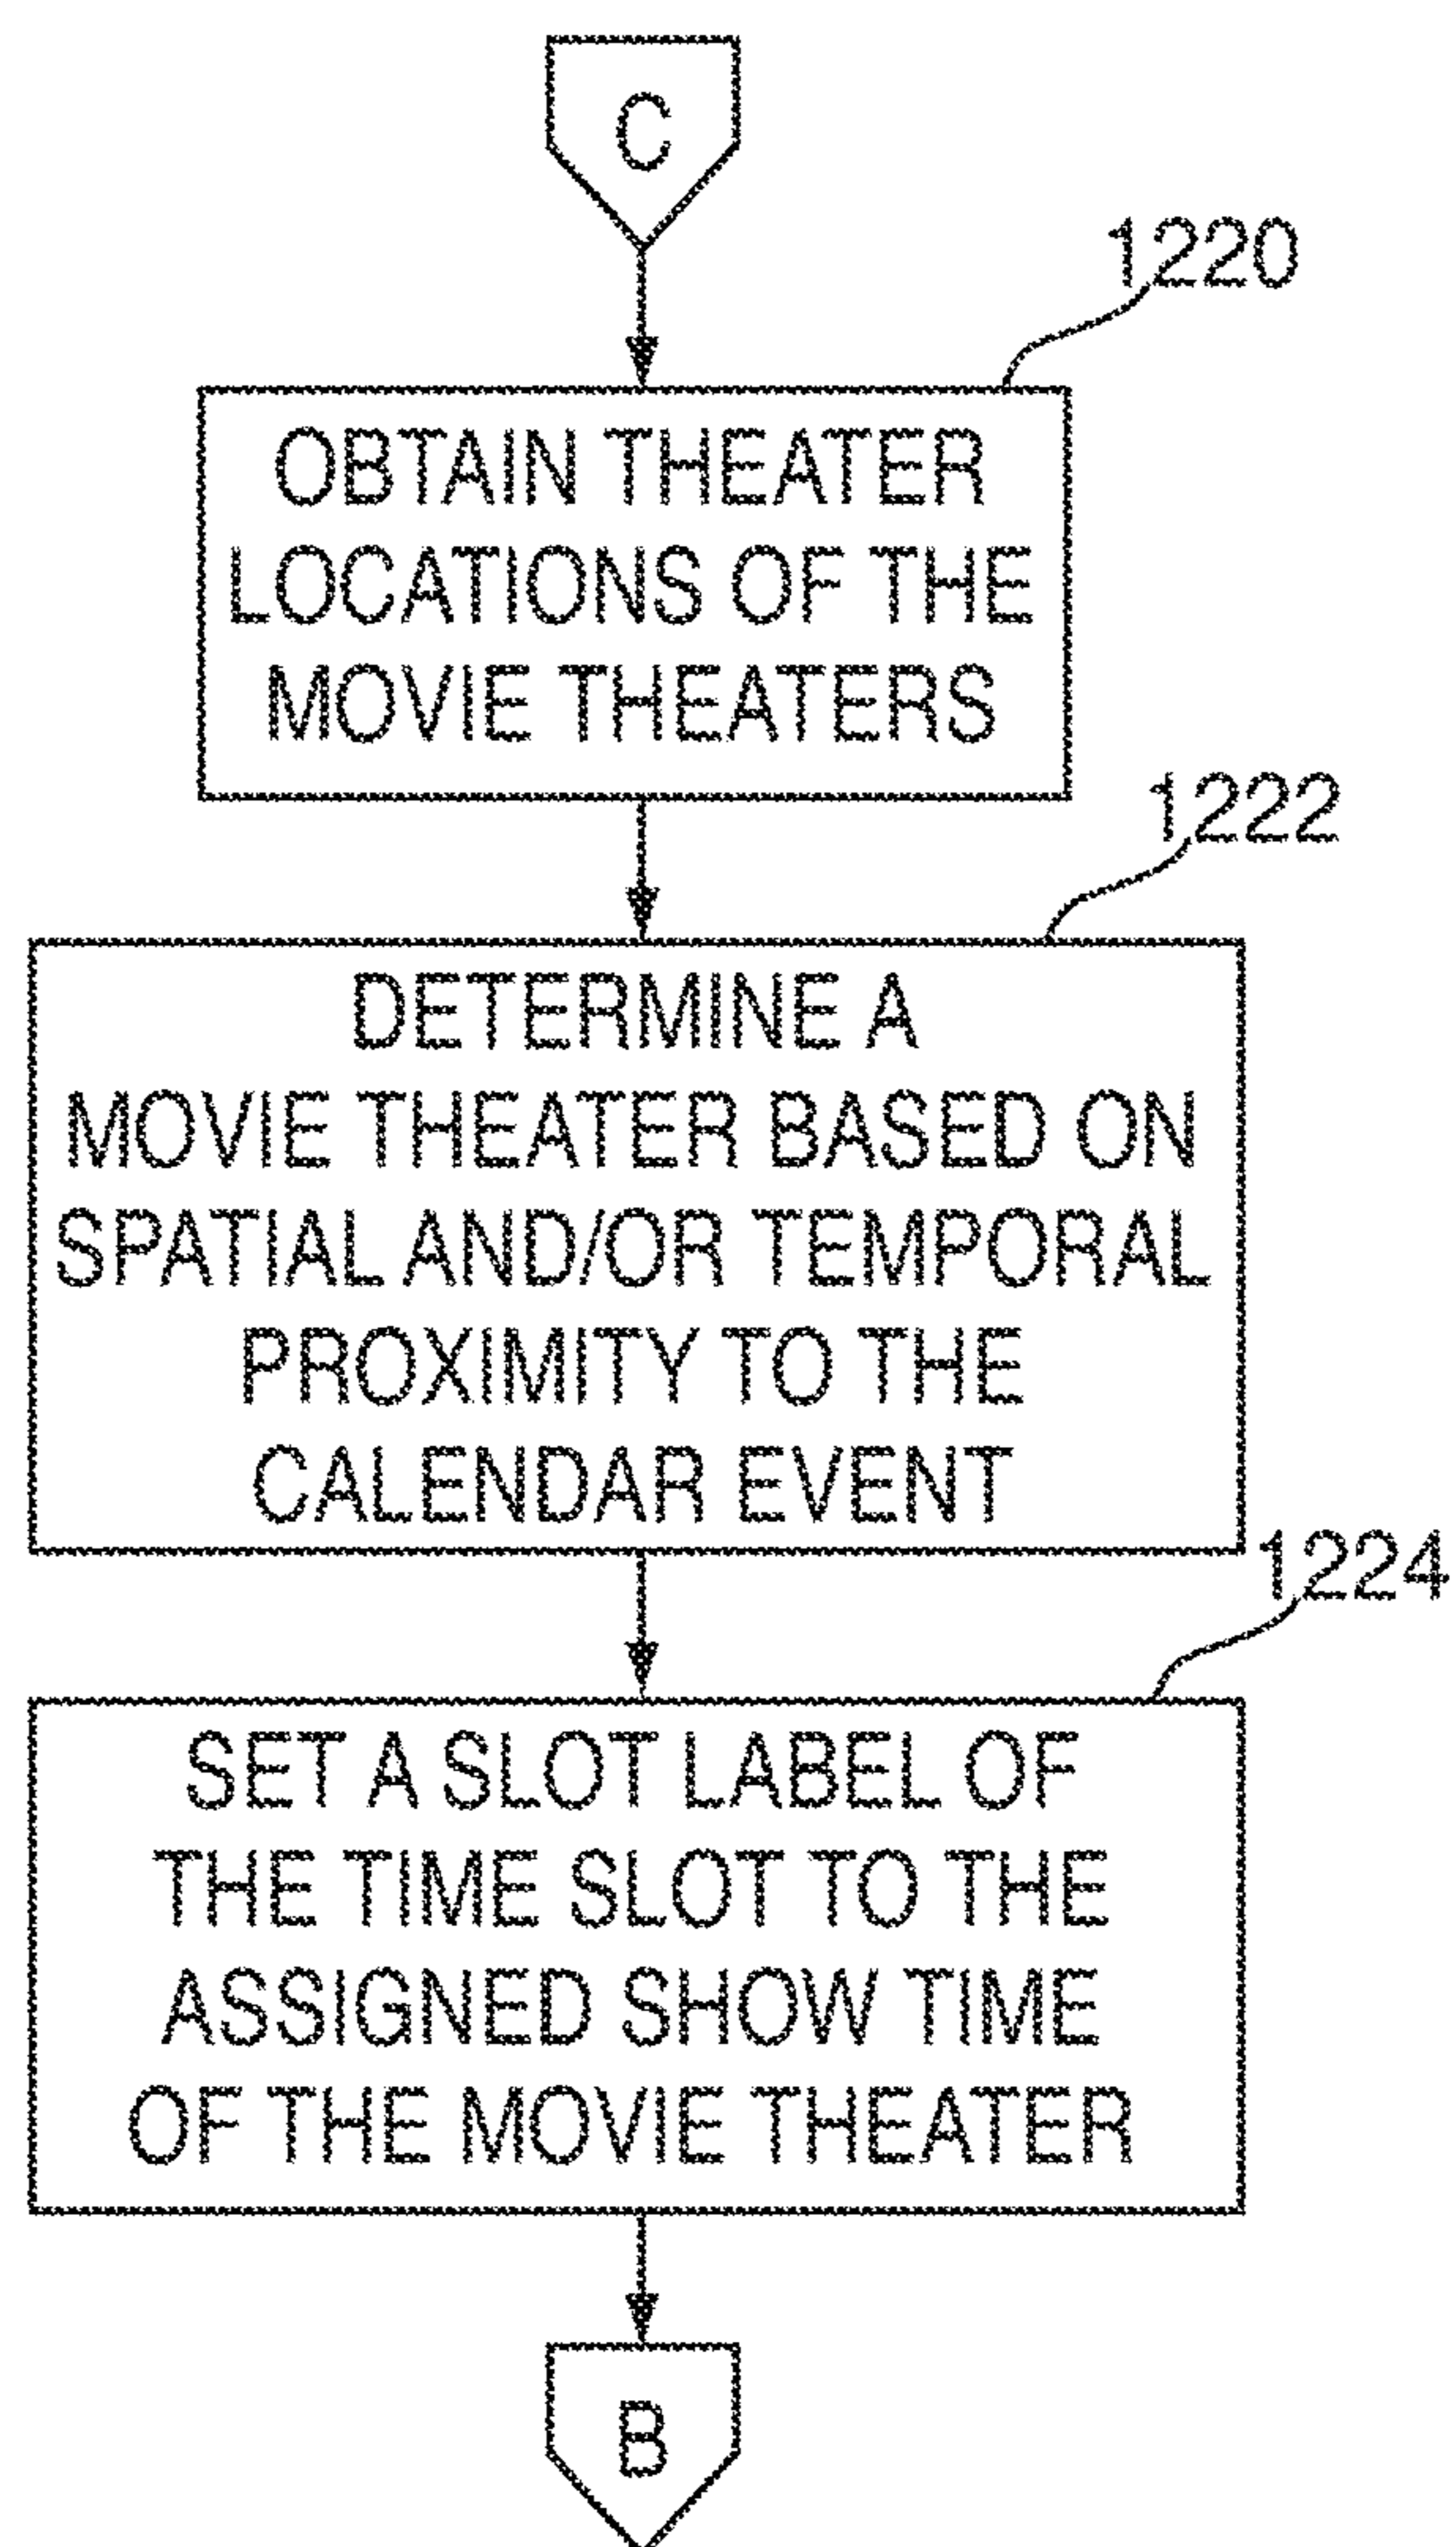 C
1220
OBTAIN THEATER
LOCATIONS OF THE
MOVIE THEATERS
1222
DETERMINE A
MOVIE THEATER BASED ON
SPATIAL AND/OR TEMPORAL
PROXIMITY TO THE
CALENDAR EVENT
1224
SET A SLOT LABEL OF
THE TIME SLOT TO THE
ASSIGNED SHOW TIME
OF THE MOVIE THEATER
B